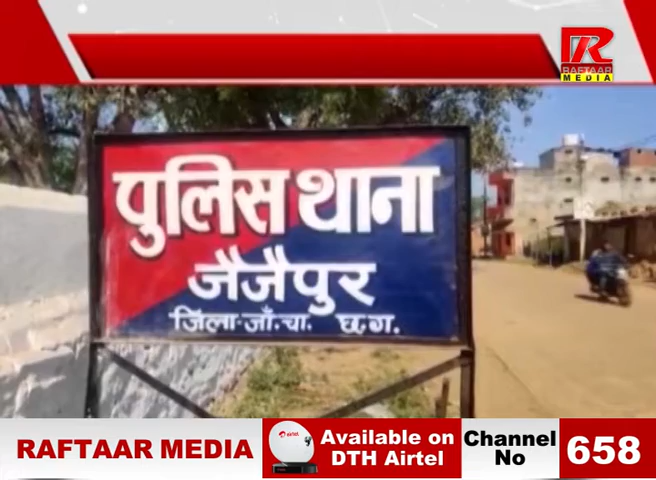 RAFTAAR
MEDIA
पुलिस थाना
जैजैपुर
जिला-जाँ.चा. छ.ग.
RAFTAAR MEDIA
airtel
Available on
DTH Airtel
Channel
No
658